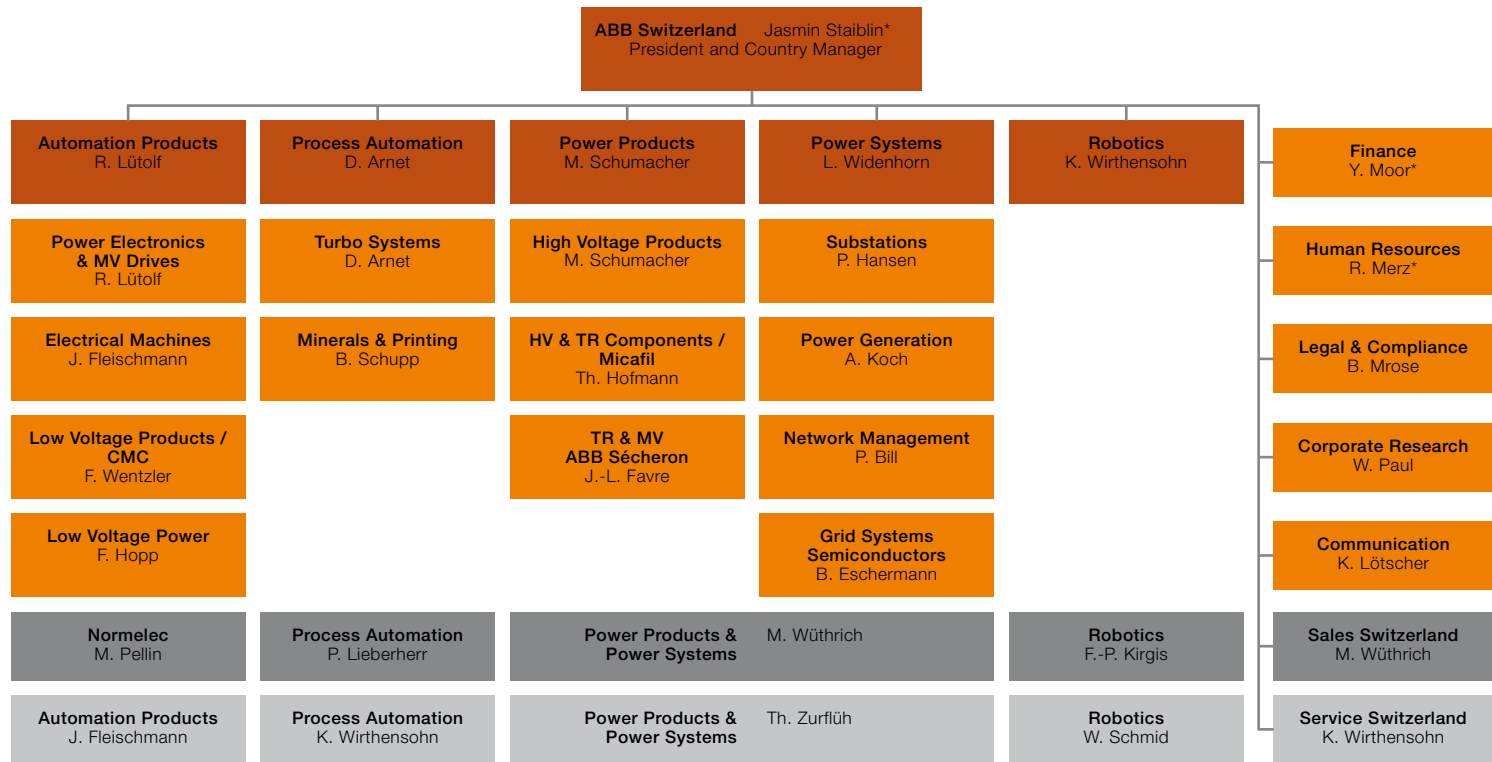 ABB Switzerland Jasmin Staiblin*
President and Country Manager
Automation Products
R. Lütolf
Process Automation
D. Arnet
Power Products
M. Schumacher
Power Systems
L. Widenhorn
Robotics
K. Wirthensohn
Finance
Y. Moor*
Power Electronics
& MV Drives
R. Lütolf
Turbo Systems
D. Arnet
High Voltage Products
M. Schumacher
Substations
P. Hansen
Human Resources
R. Merz*
Electrical Machines
J. Fleischmann
Minerals & Printing
B. Schupp
HV & TR Components /
Micafil
Th. Hofmann
Power Generation
A. Koch
Legal & Compliance
B. Mrose
Low Voltage Products /
CMC
F. Wentzler
TR & MV
ABB Sécheron
J.-L. Favre
Network Management
P. Bill
Corporate Research
W. Paul
Low Voltage Power
F. Hopp
Grid Systems
Semiconductors
B. Eschermann
Communication
K. Lötscher
Normelec
M. Pellin
Process Automation
P. Lieberherr
Power Products & M. Wüthrich
Power Systems
Robotics
F.-P. Kirgis
Sales Switzerland
M. Wüthrich
Automation Products
J. Fleischmann
Process Automation
K. Wirthensohn
Power Products & Th. Zurflüh
Power Systems
Robotics
W. Schmid
Service Switzerland
K. Wirthensohn